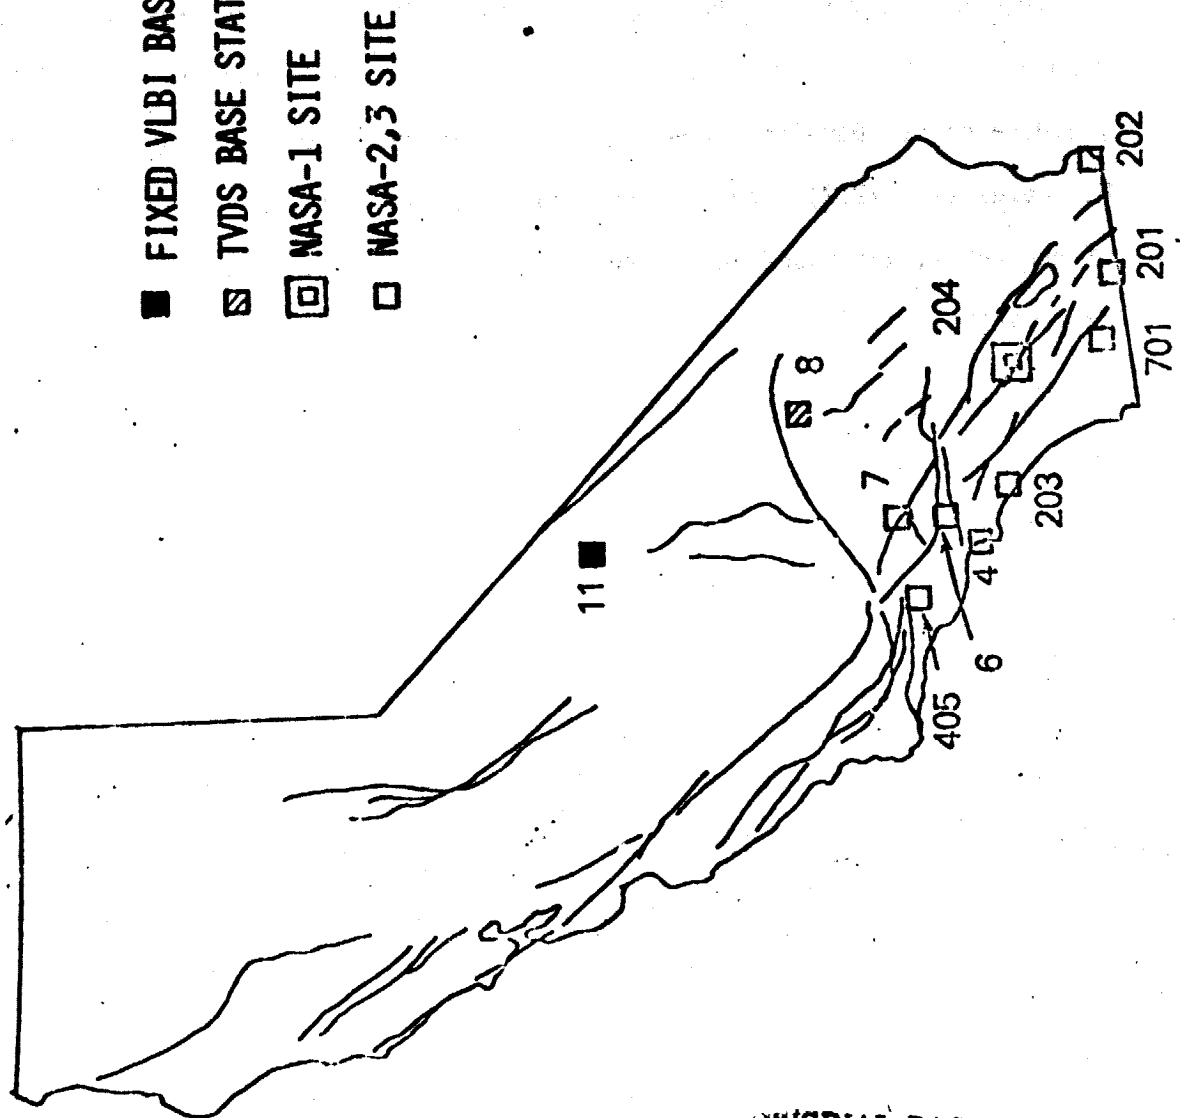 FIXED VLBI BAS
TVDS BASE STAT
NASA-1 SITE
NASA-2,3 SITE
11
8
7
204
202
201
701
203
4
6
405